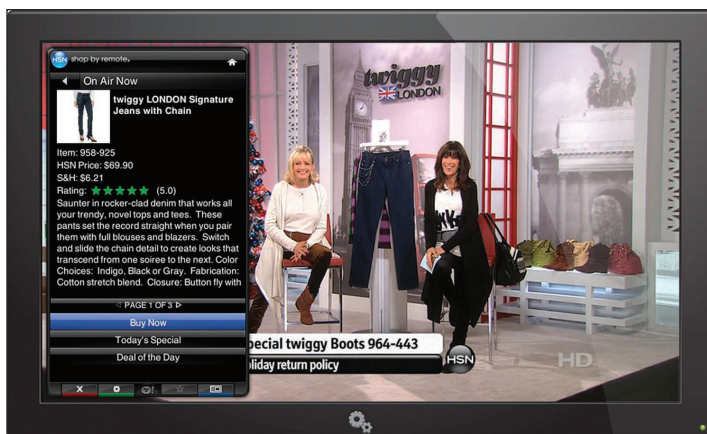 HSN shop by remote.
On Air Now
twiggy LONDON Signature
Jeans with Chain
Item: 958-925
HSN Price: $69.90
S&H: $6.21
Rating: ★★★★★ (5.0)
Saunter in rocker-clad denim that works all
your trendy, novel tops and tees. These
pants set the record straight when you pair
them with full blouses and blazers. Switch
and slide the chain detail to create looks that
transcend from one soiree to the next. Color
Choices: Indigo, Black or Gray. Fabrication:
Cotton stretch blend. Closure: Button fly with
◁ PAGE 1 OF 3 ▷
Buy Now
Today's Special
Deal of the Day
X
twiggy
LONDON
ecial twiggy Boots 964-443
oliday return policy
HSN
HD